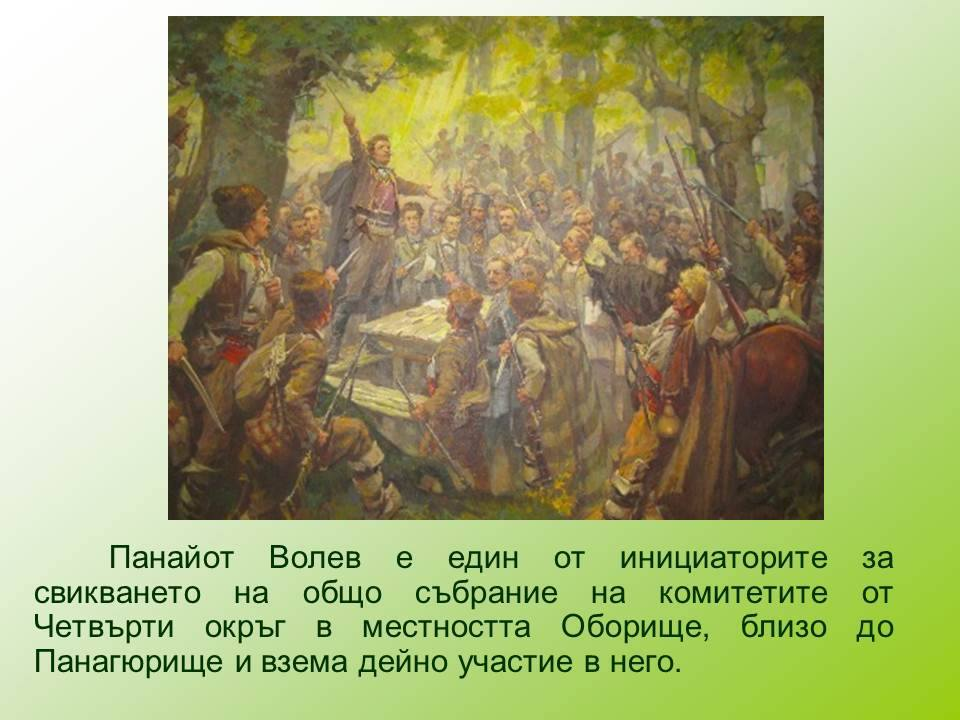 Панайот Волев е един от инициаторите за
свикването на общо събрание на комитетите от
Четвърти окръг в местността Оборище, близо до
Панагюрище и взема дейно участие в него.